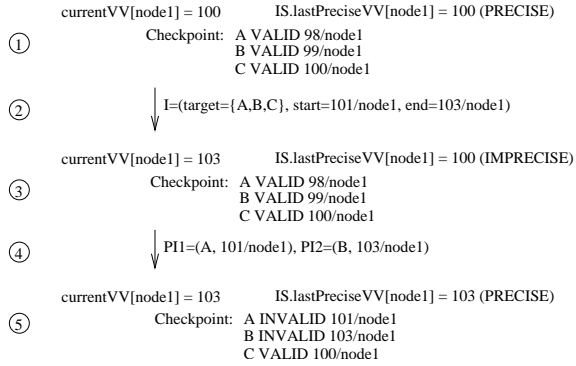 currentVV[node1] = 100 IS.lastPreciseVV[node1] = 100 (PRECISE)
1 Checkpoint: A VALID 98/node1
B VALID 99/node1
C VALID 100/node1
2 I=(target={A,B,C}, start=101/node1, end=103/node1)
currentVV[node1] = 103 IS.lastPreciseVV[node1] = 100 (IMPRECISE)
3 Checkpoint: A VALID 98/node1
B VALID 99/node1
C VALID 100/node1
4 PI1=(A, 101/node1), PI2=(B, 103/node1)
currentVV[node1] = 103 IS.lastPreciseVV[node1] = 103 (PRECISE)
5 Checkpoint: A INVALID 101/node1
B INVALID 103/node1
C VALID 100/node1